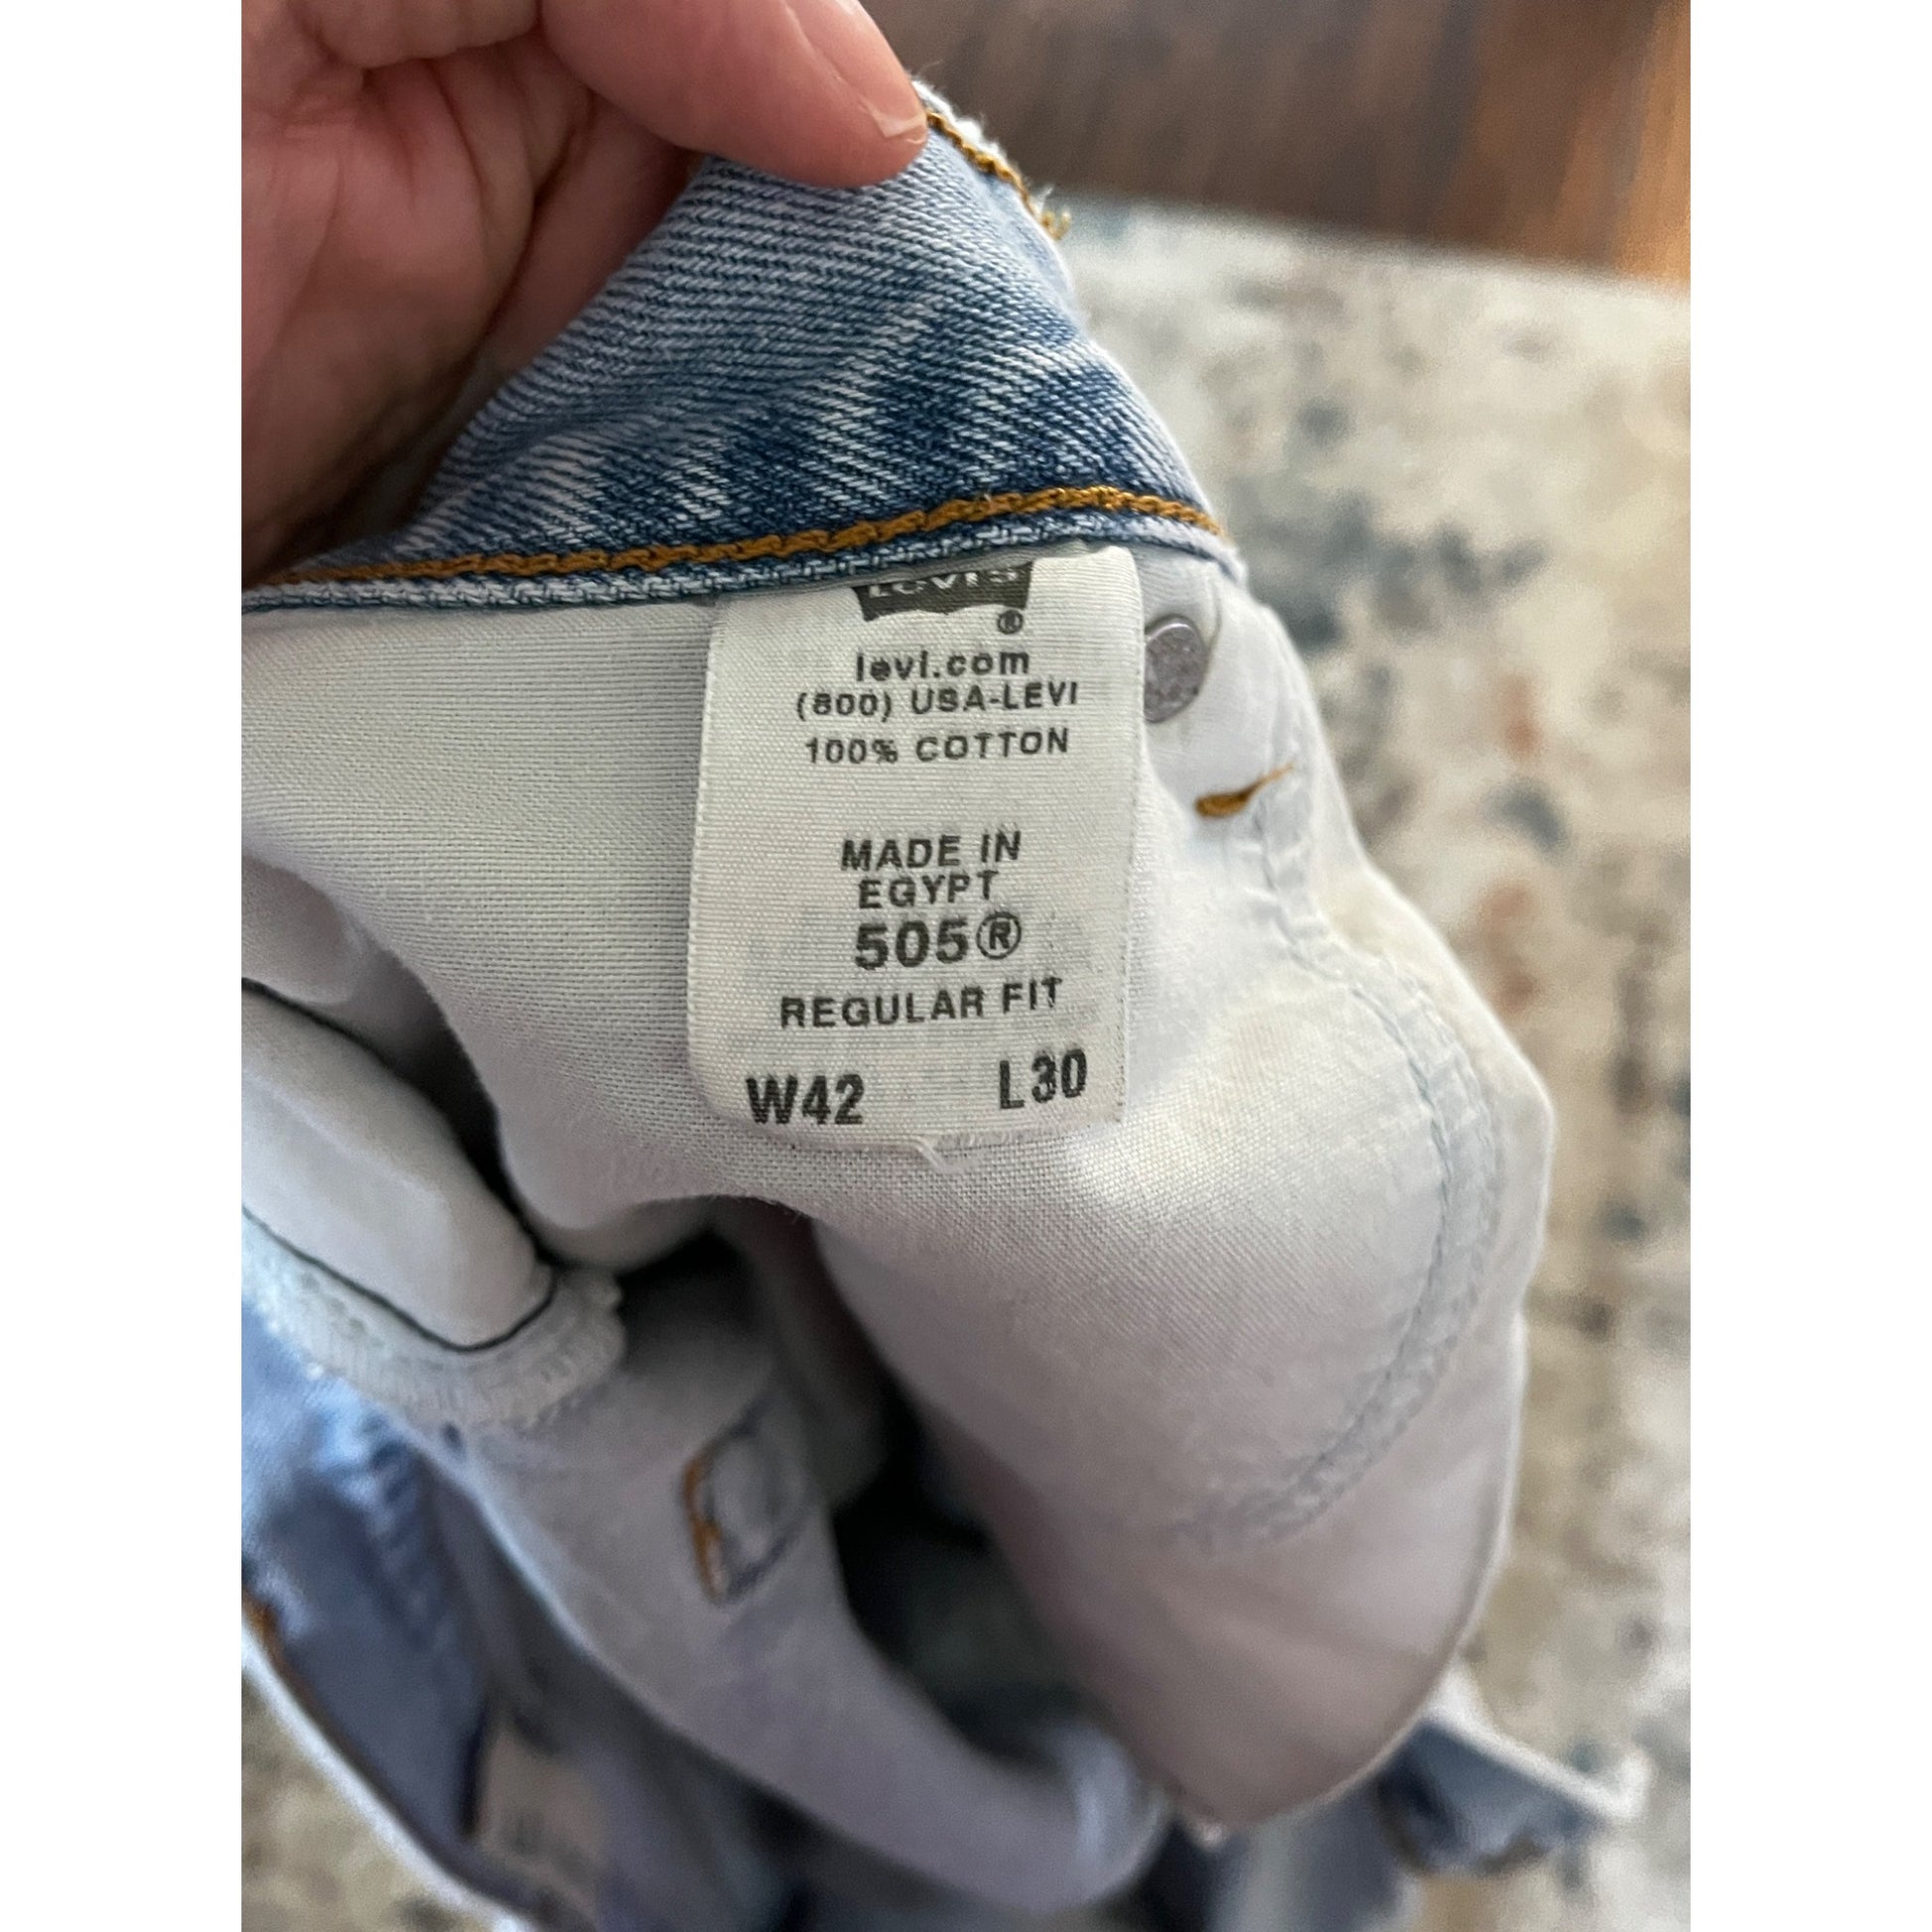 LEVI'S
®
levi.com
(800) USA-LEVI
100% COTTON
MADE IN
EGYPT
505®
REGULAR FIT
W42 L30